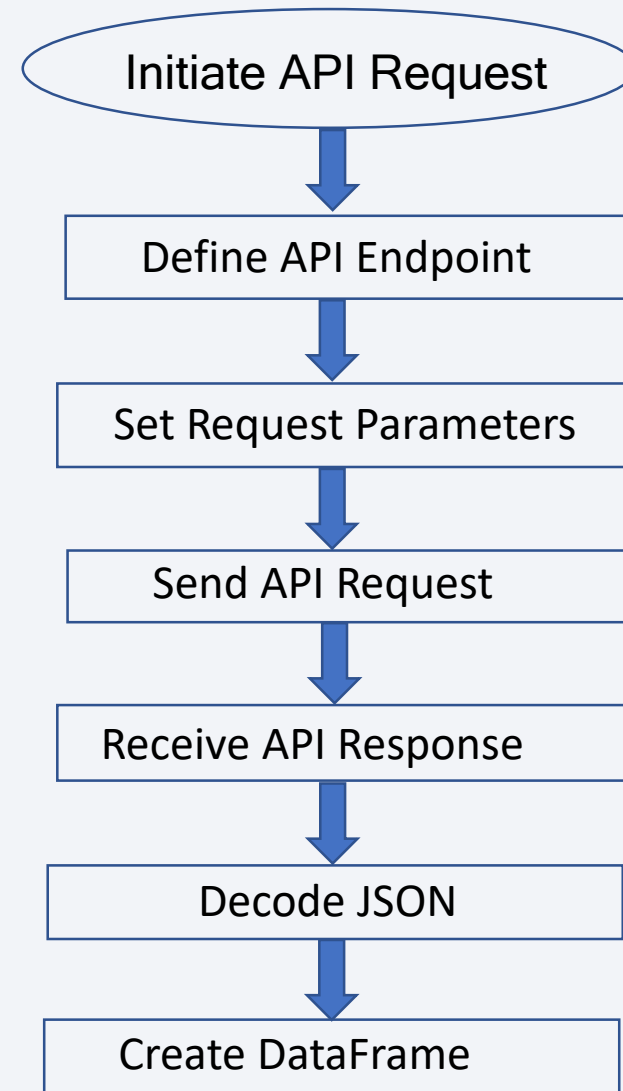 Initiate API Request
Define API Endpoint
Set Request Parameters
Send API Request
Receive API Response
Decode JSON
Create DataFrame